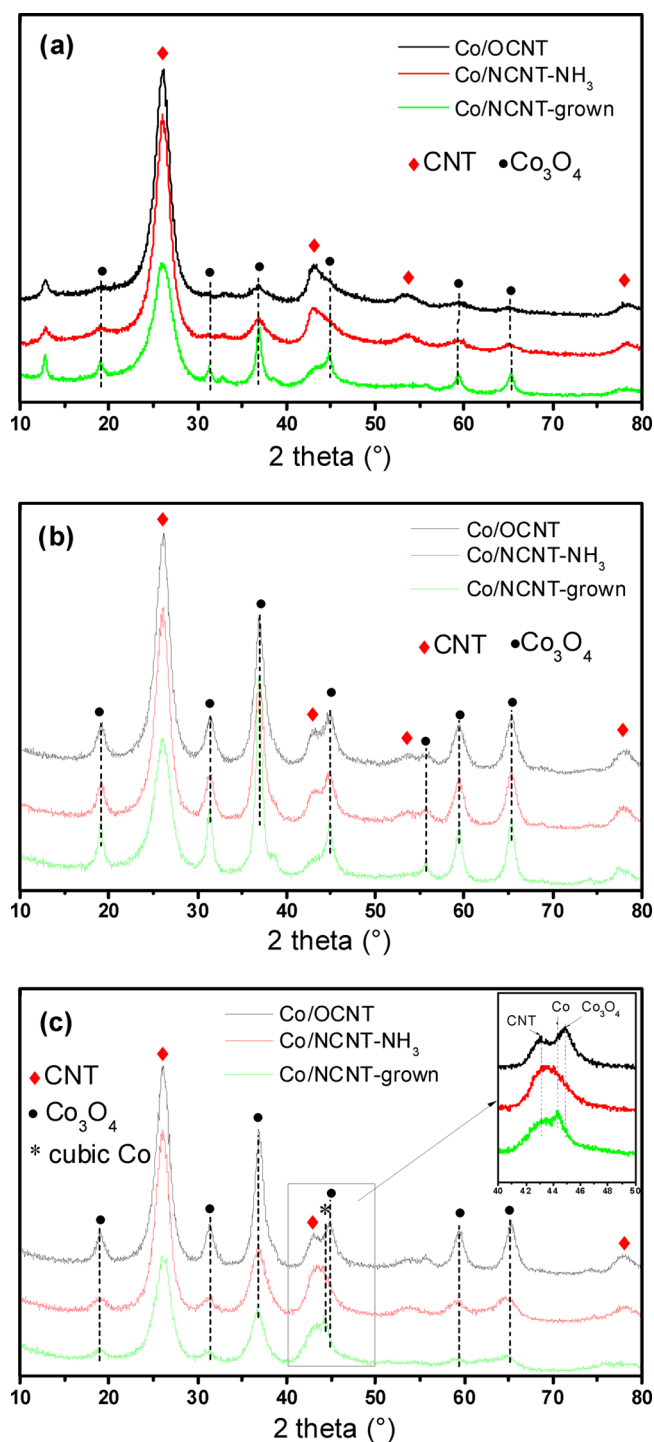 (a)
Co/OCNT
Co/NCNT-NH₃
Co/NCNT-grown
CNT
Co₃O₄
10 20 30 40 50 60 70 80
2 theta (°)
(b)
Co/OCNT
Co/NCNT-NH₃
Co/NCNT-grown
CNT
Co₃O₄
10 20 30 40 50 60 70 80
2 theta (°)
(c)
Co/OCNT
Co/NCNT-NH₃
Co/NCNT-grown
CNT
Co₃O₄
* cubic Co
*
CNT Co Co₃O₄
40 42 44 46 48 50
10 20 30 40 50 60 70 80
2 theta (°)